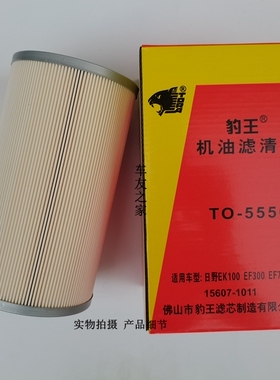 豹王®
机油滤清
TO-555
适用车型: 日野EK100 EF300 EF7
15607-1011
佛山市豹王滤芯制造有限公
车友之家
实物拍摄 产品细节